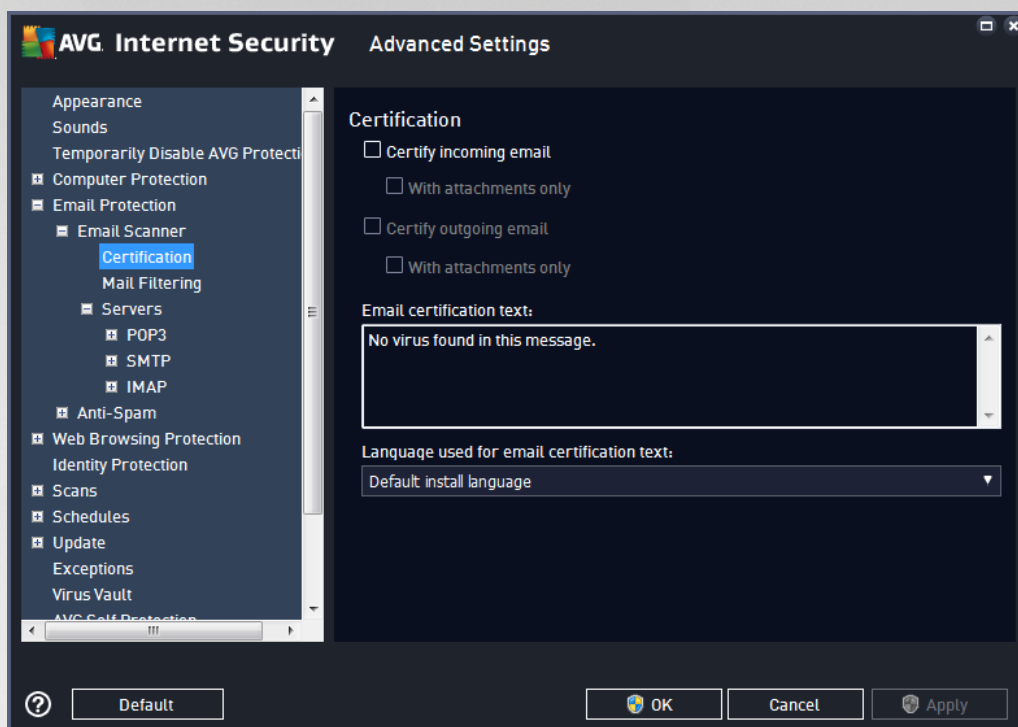 AVG. Internet Security Advanced Settings
Appearance
Sounds
Temporarily Disable AVG Protecti
Computer Protection
Email Protection
Email Scanner
Certification
Mail Filtering
Servers
POP3
SMTP
IMAP
Anti-Spam
Web Browsing Protection
Identity Protection
Scans
Schedules
Update
Exceptions
Virus Vault
AVG Self Protection
Certification
Certify incoming email
With attachments only
Certify outgoing email
With attachments only
Email certification text:
No virus found in this message.
Language used for email certification text:
Default install language
Default
OK
Cancel
Apply